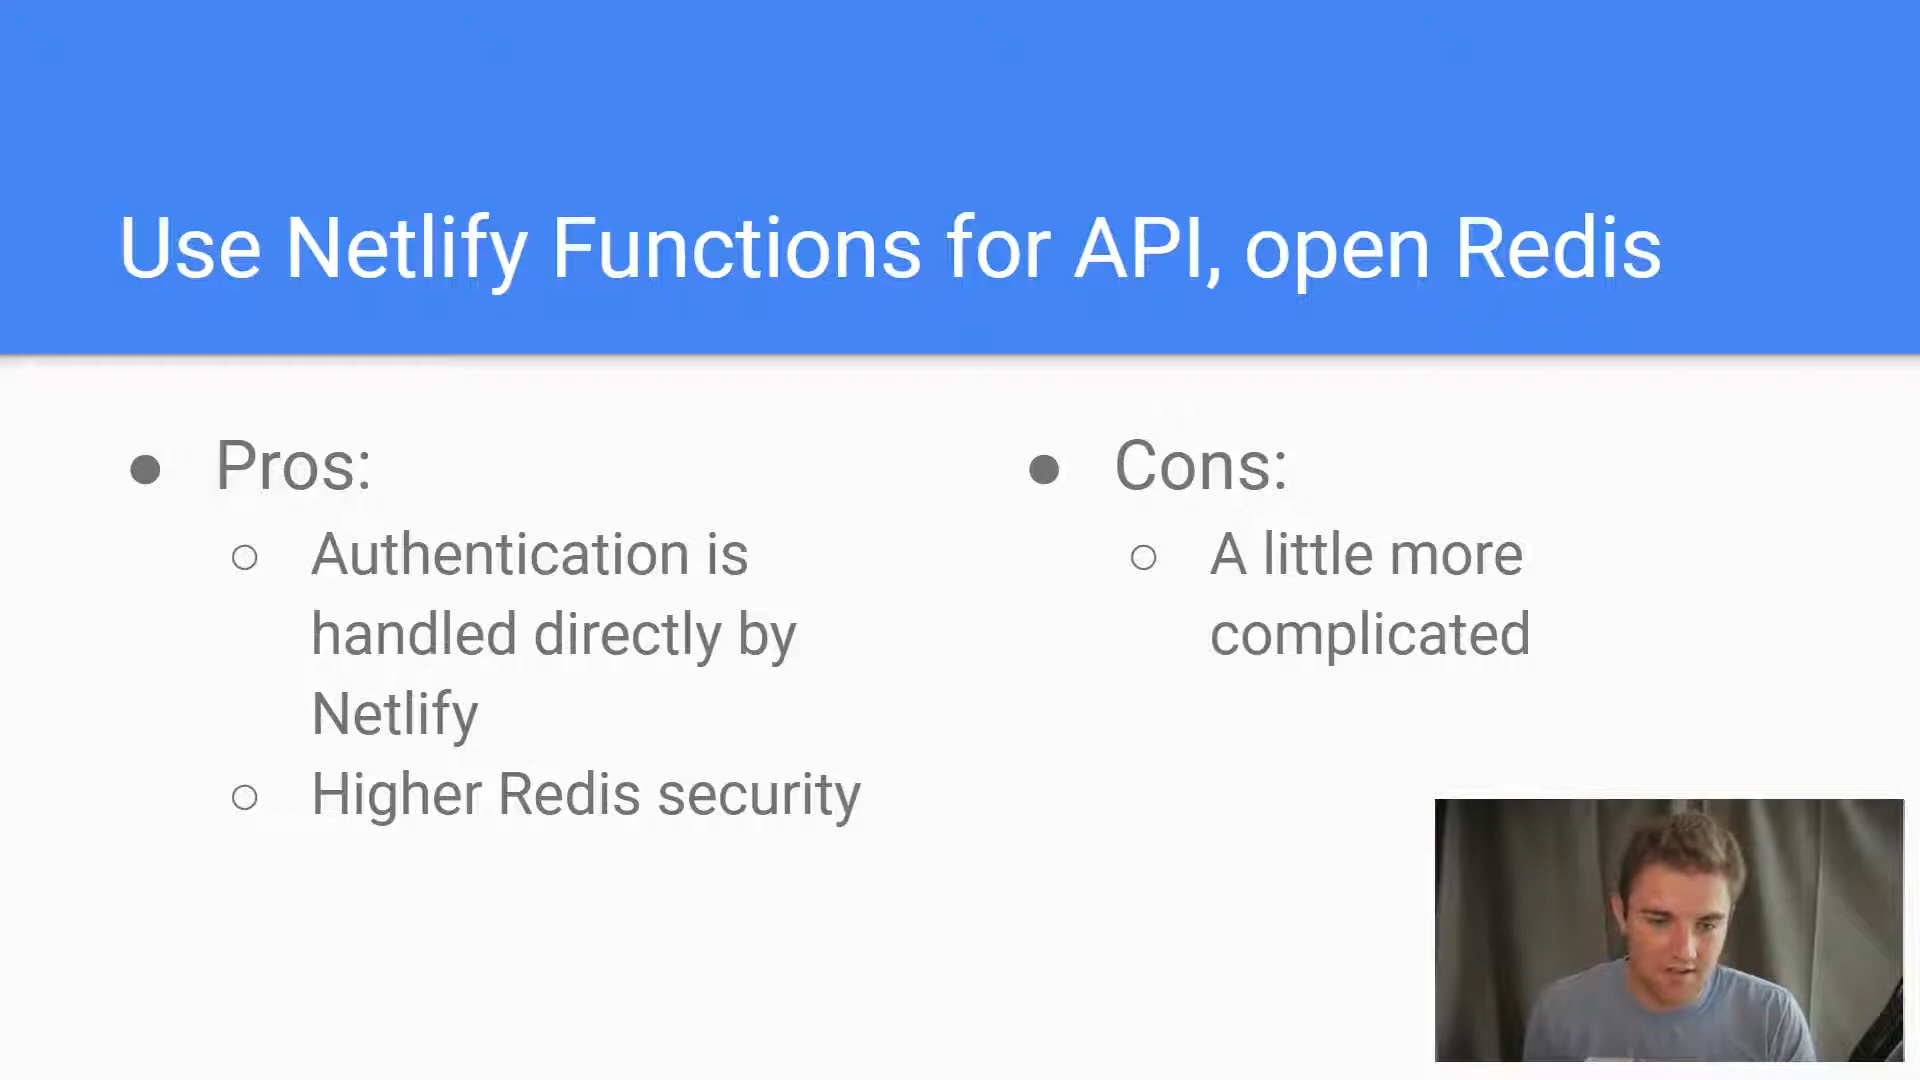 Use Netlify Functions for API, open Redis
Pros:
Authentication is
handled directly by
Netlify
Higher Redis security
Cons:
A little more
complicated